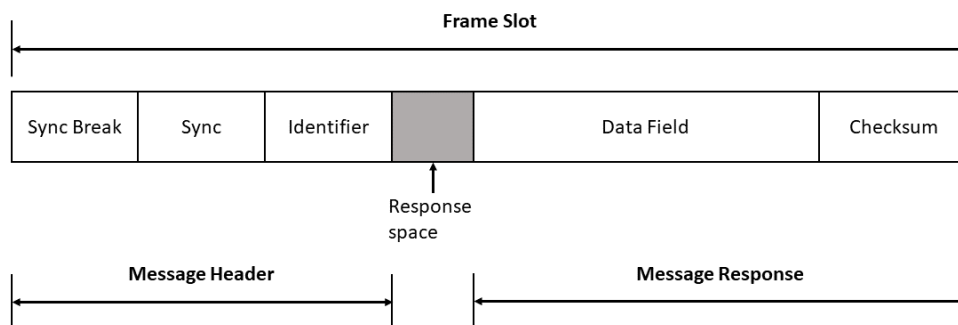 Frame Slot
Sync Break Sync Identifier Data Field Checksum
Response
space
Message Header Message Response